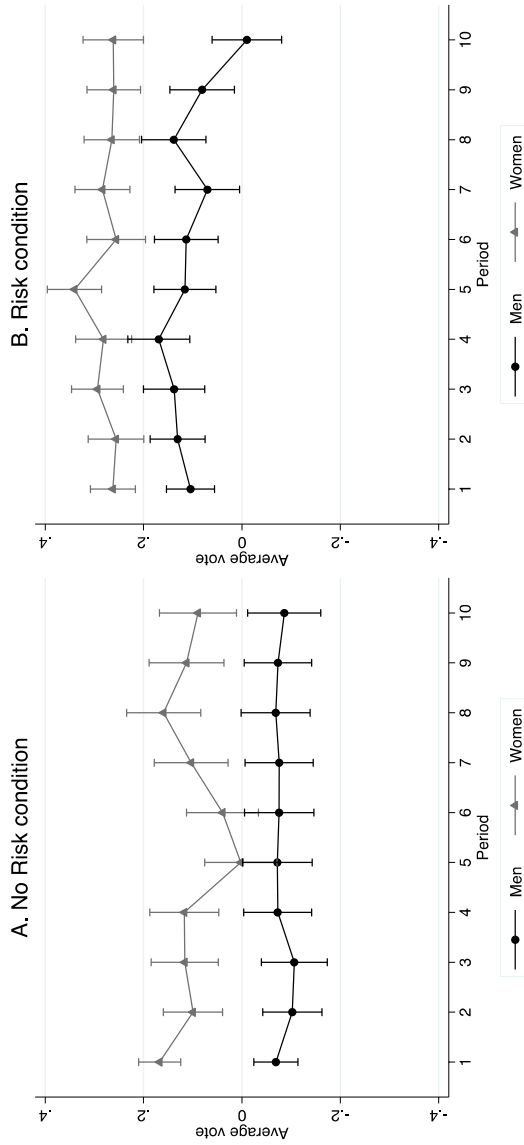 A. No Risk condition
Average vote
.4
.2
0
-.2
-.4
1 2 3 4 5 6 7 8 9 10
Period
Men Women
B. Risk condition
Average vote
.4
.2
0
-.2
-.4
1 2 3 4 5 6 7 8 9 10
Period
Men Women